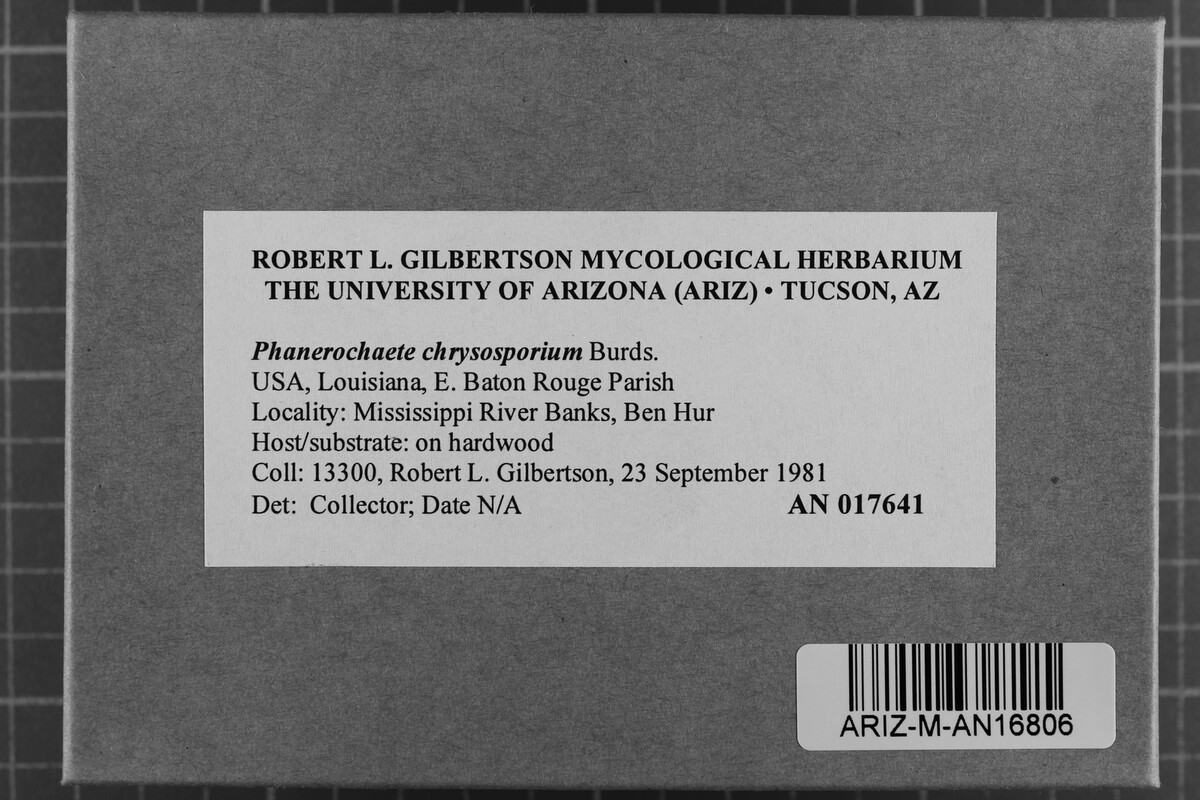 ROBERT L. GILBERTSON MYCOLOGICAL HERBARIUM
THE UNIVERSITY OF ARIZONA (ARIZ) • TUCSON, AZ
Phanerochaete chrysosporium Burds.
USA, Louisiana, E. Baton Rouge Parish
Locality: Mississippi River Banks, Ben Hur
Host/substrate: on hardwood
Coll: 13300, Robert L. Gilbertson, 23 September 1981
Det: Collector; Date N/A AN 017641
ARIZ-M-AN16806